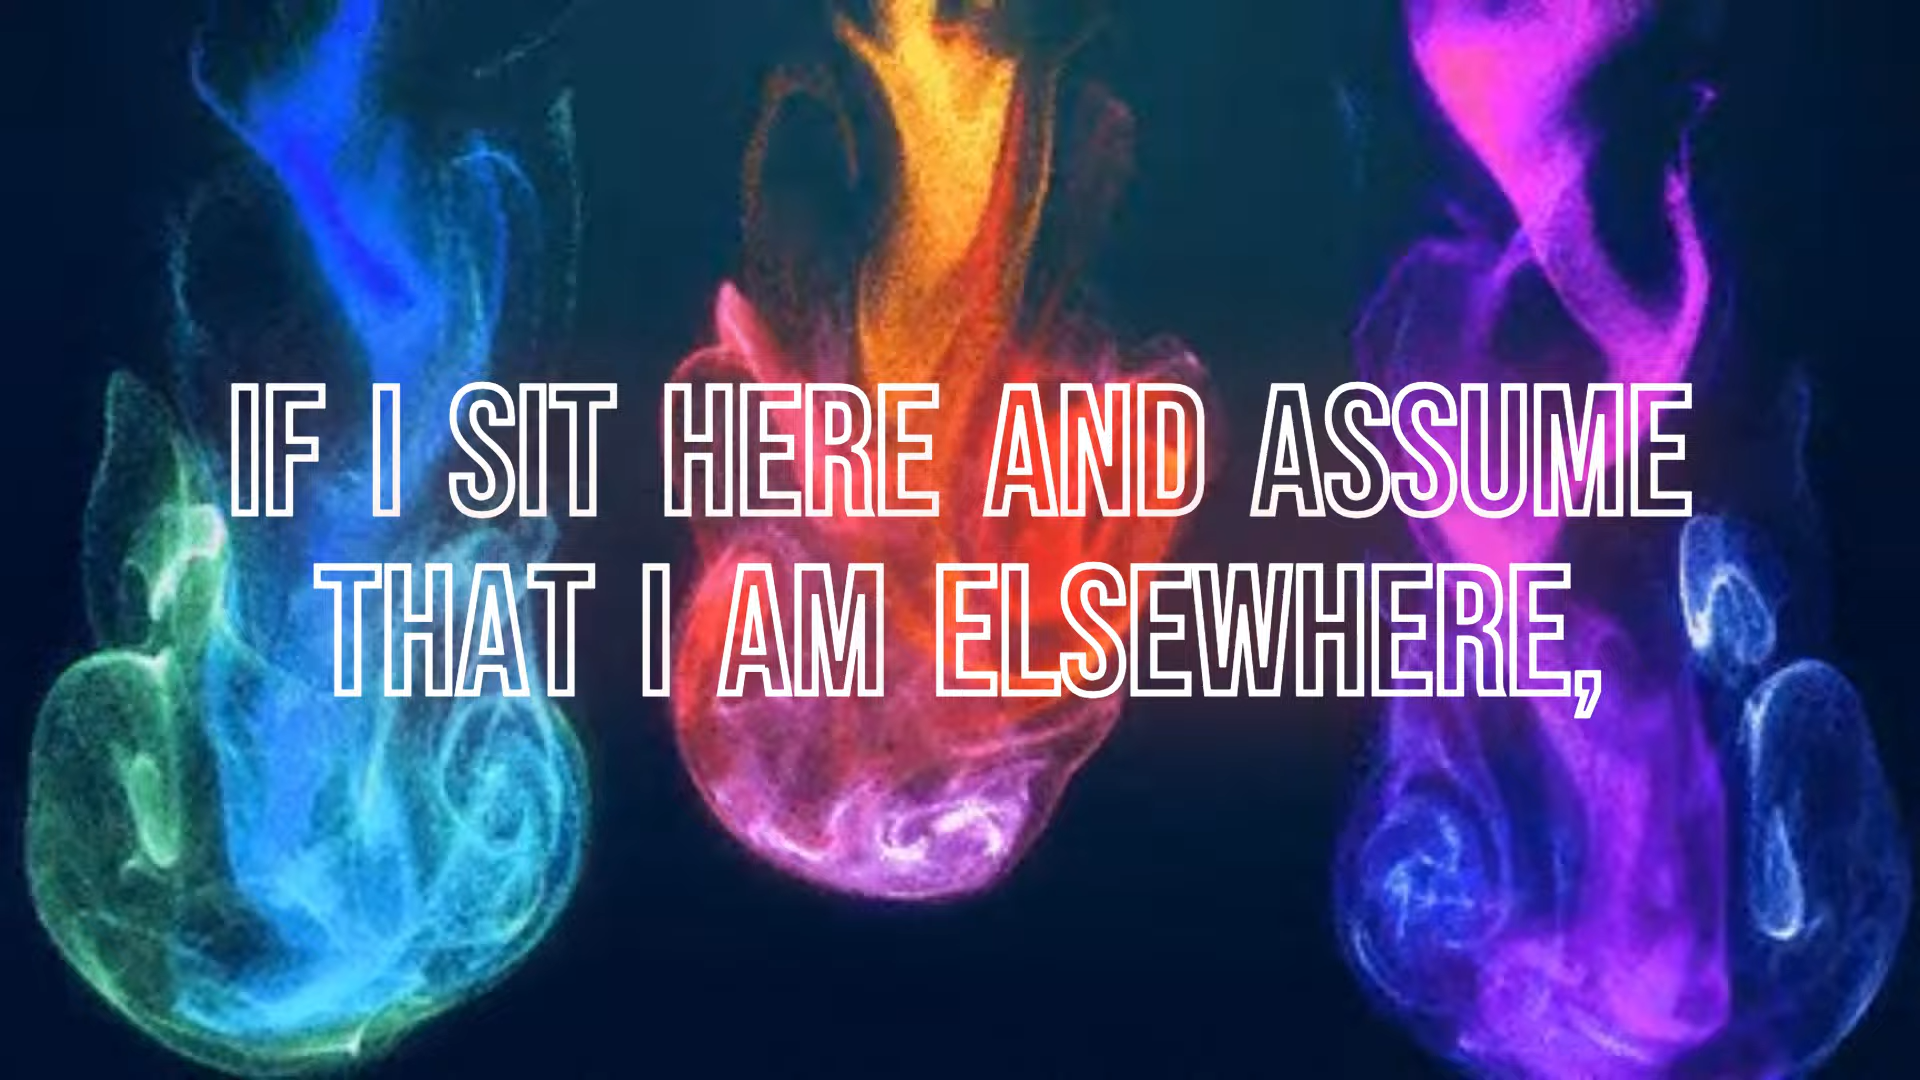 IF I SIT HERE AND ASSUME
THAT I AM ELSEWHERE,